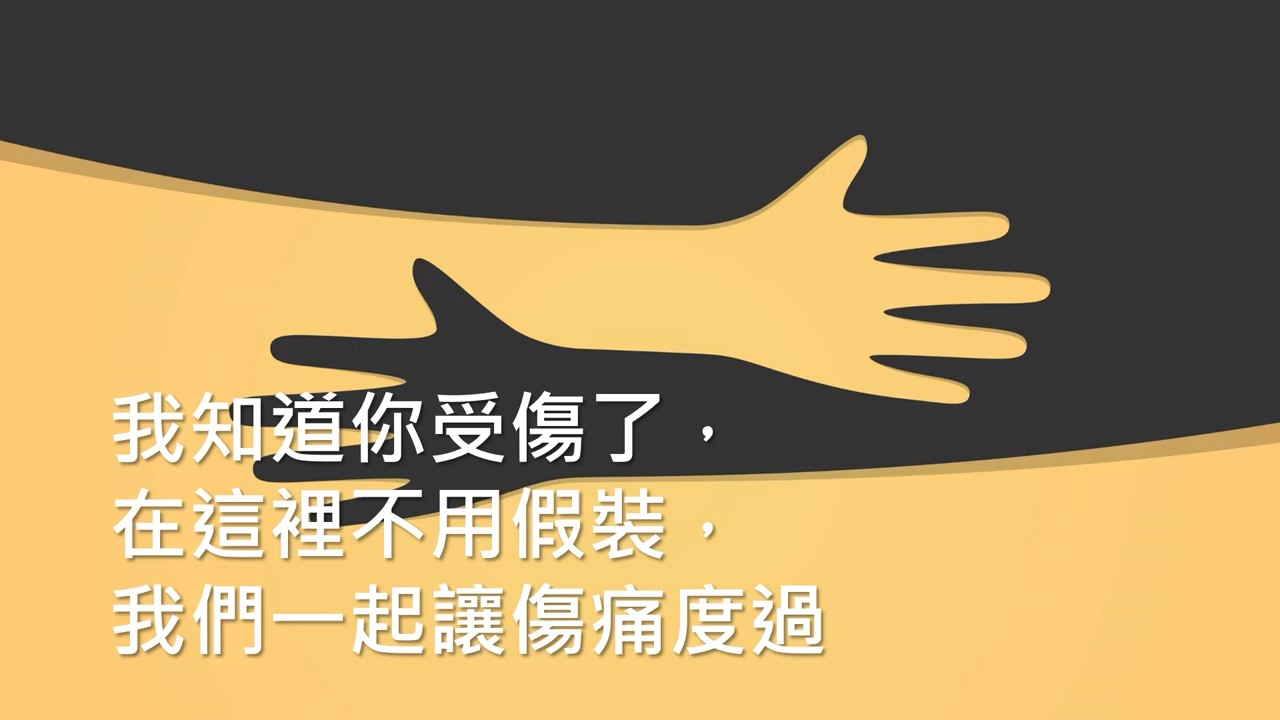 我知道你受傷了，
在這裡不用假裝，
我們一起讓傷痛度過